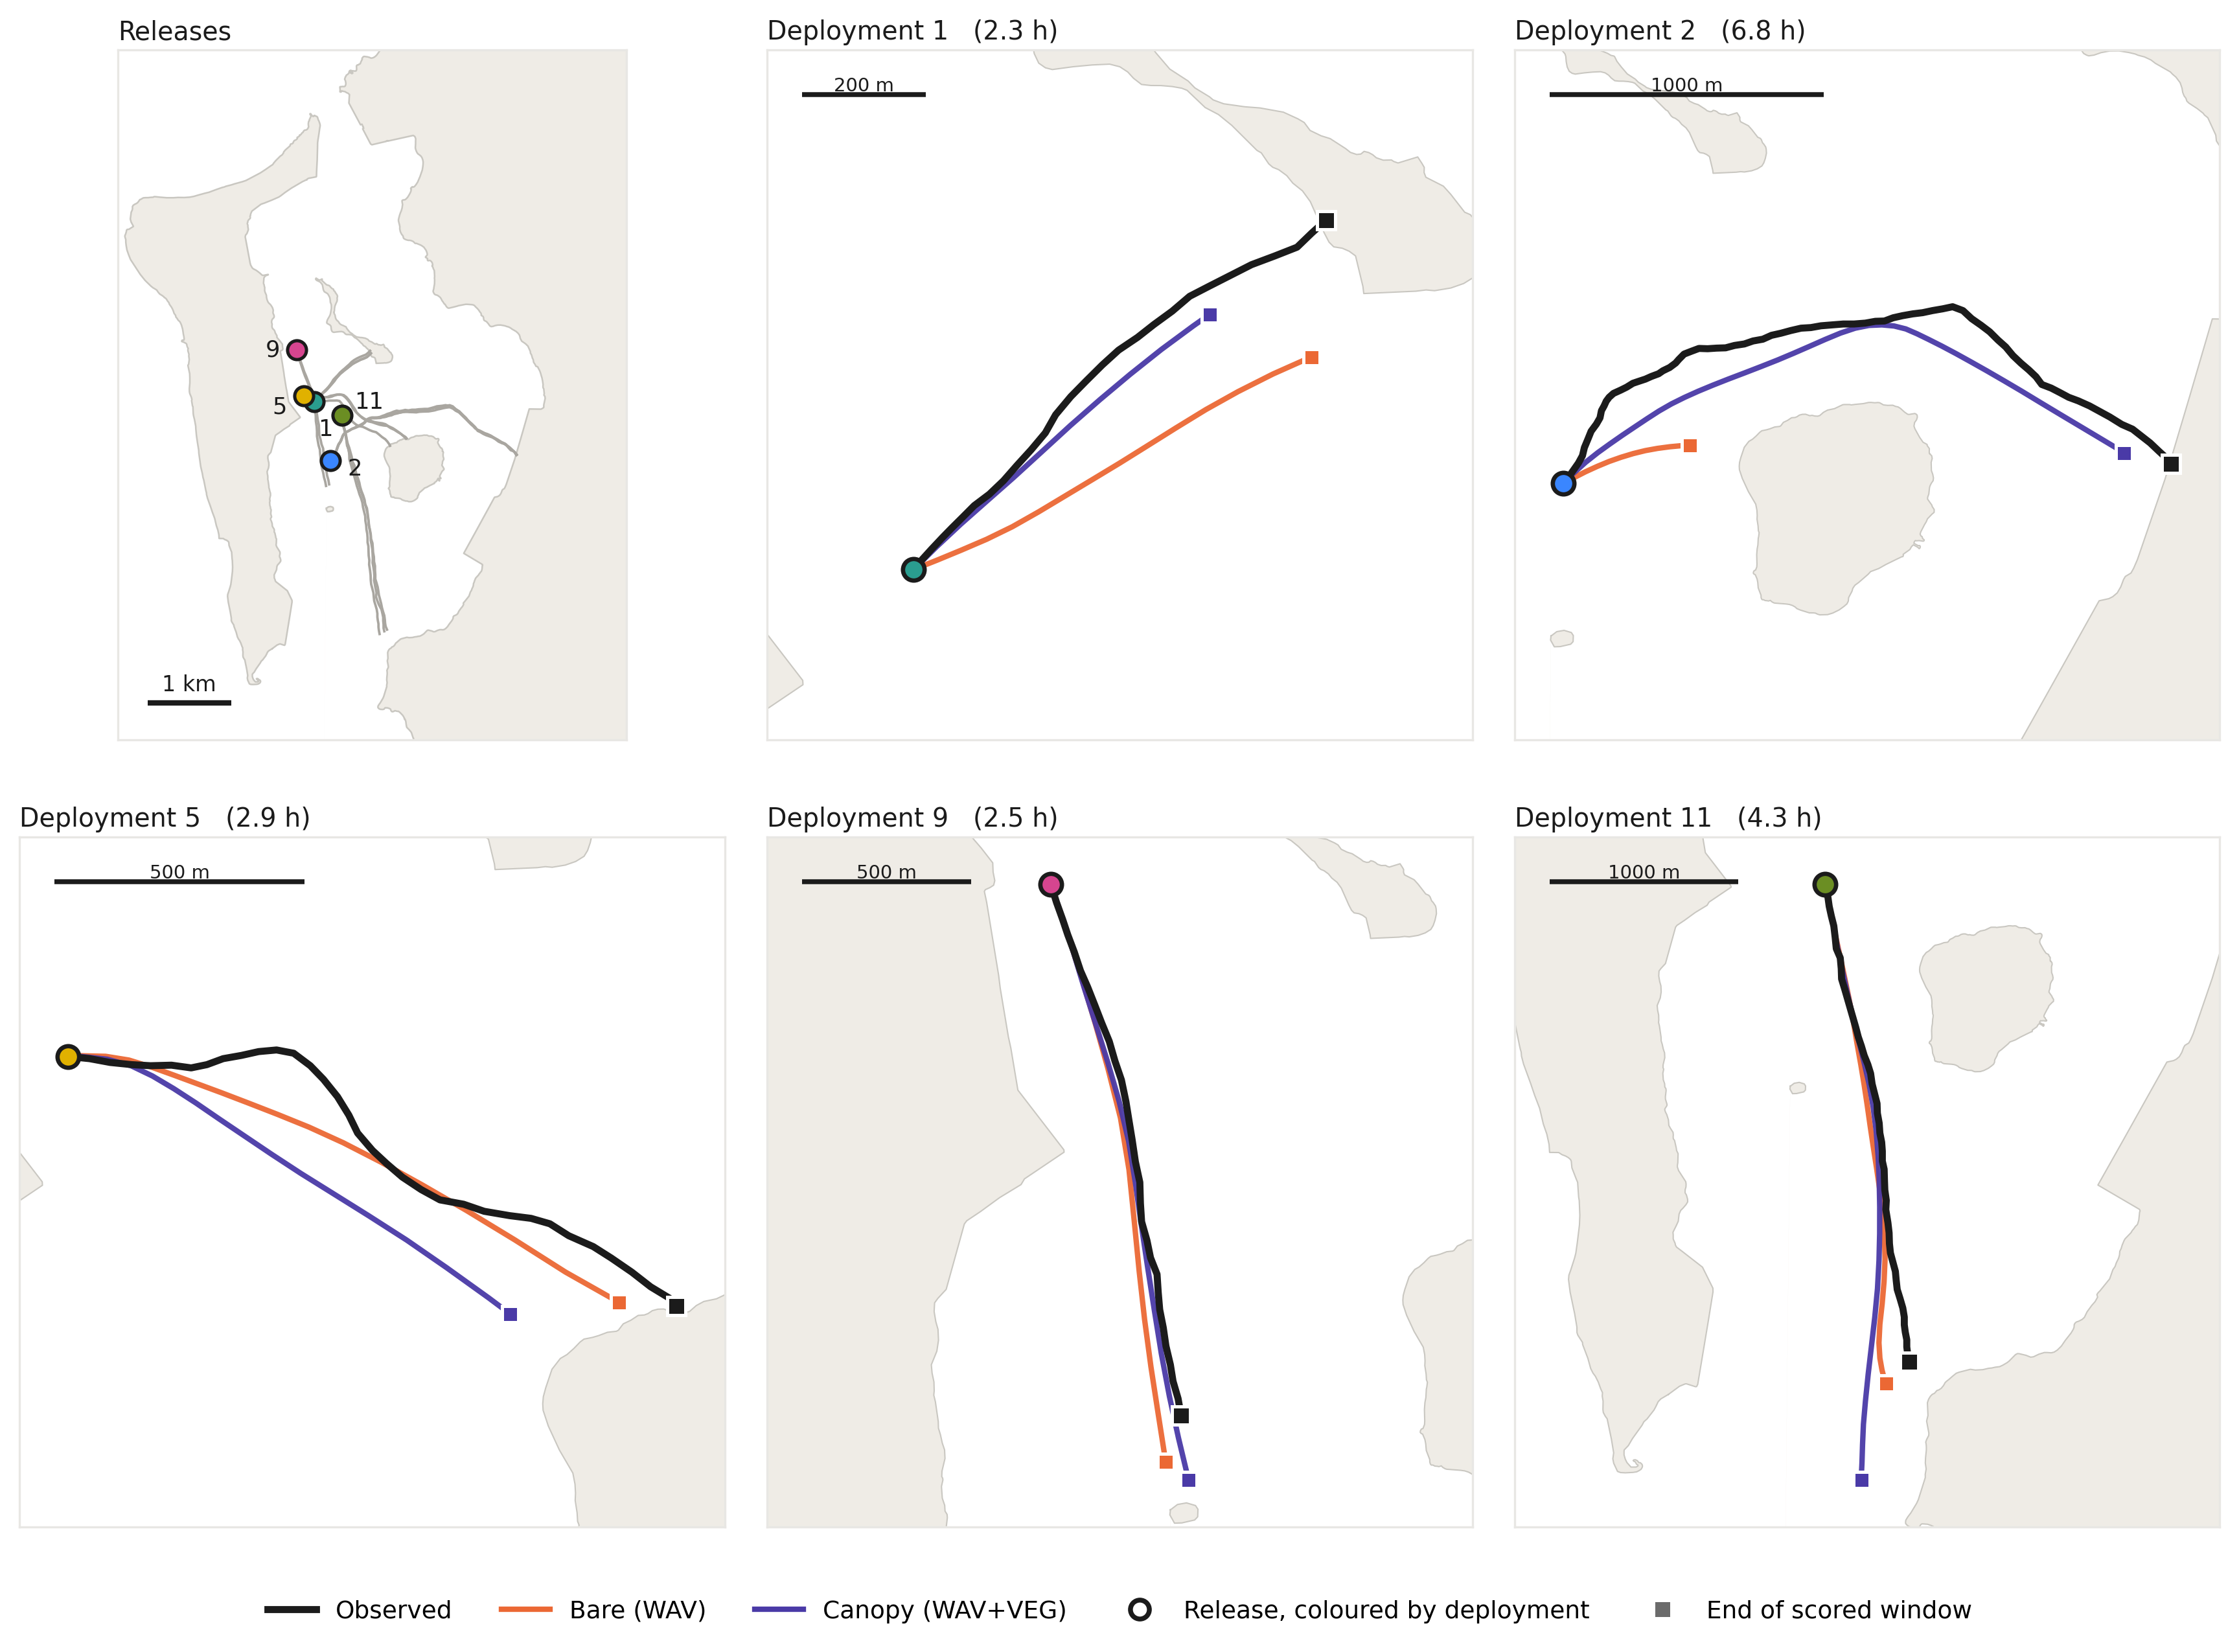 Releases
9
5
11
1
2
1 km
Deployment 1 (2.3 h)
200 m
Deployment 2 (6.8 h)
1000 m
Deployment 5 (2.9 h)
500 m
Deployment 9 (2.5 h)
500 m
Deployment 11 (4.3 h)
1000 m
Observed
Bare (WAV)
Canopy (WAV+VEG)
Release, coloured by deployment
End of scored window